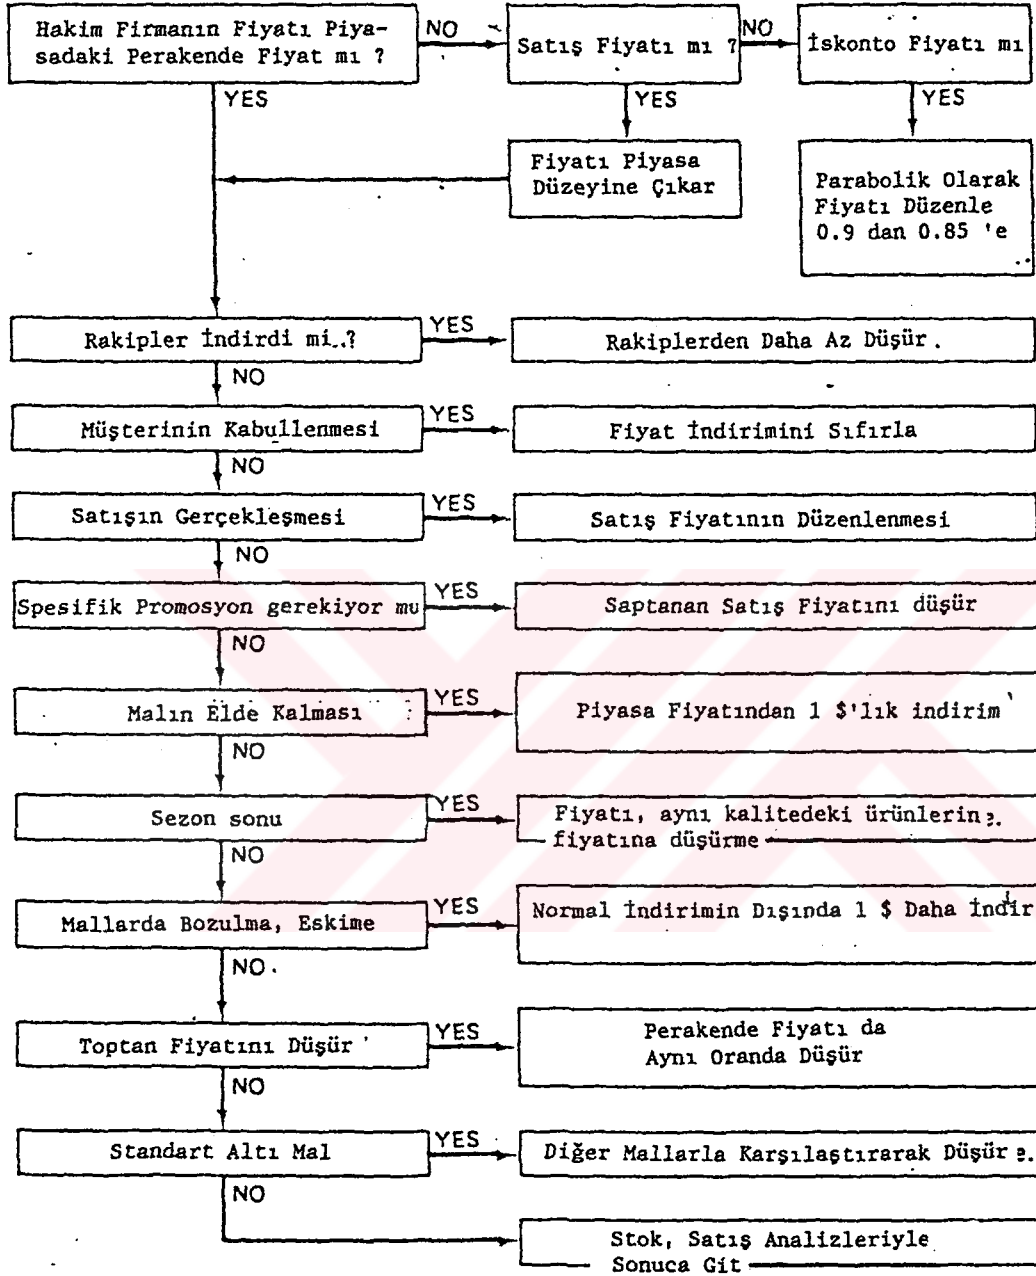 Hakim Firmanın Fiyatı Piya-
sadaki Perakende Fiyat mı ?
NO
Satış Fiyatı mı ?
NO
İskonto Fiyatı mı
YES
YES
YES
Fiyatı Piyasa
Düzeyine Çıkar
Parabolik Olarak
Fiyatı Düzenle
0.9 dan 0.85 'e
Rakipler İndirdi mi..?
YES
Rakiplerden Daha Az Düşür .
NO
Müşterinin Kabullenmesi
YES
Fiyat İndirimini Sıfırla
NO
Satışın Gerçekleşmesi
YES
Satış Fiyatının Düzenlenmesi
NO
Spesifik Promosyon gerekiyor mu
YES
Saptanan Satış Fiyatını düşür
NO
Malın Elde Kalması
YES
Piyasa Fiyatından 1 $'lık indirim
NO
Sezon sonu
YES
Fiyatı, aynı kalitedeki ürünlerin
fiyatına düşürme
NO
Mallarda Bozulma, Eskime
YES
Normal İndirimin Dışında 1 $ Daha İndir
NO.
Toptan Fiyatını Düşür
YES
Perakende Fiyatı da
Aynı Oranda Düşür
NO
Standart Altı Mal
YES
Diğer Mallarla Karşılaştırarak Düşür
NO
Stok, Satış Analizleriyle
Sonuca Git